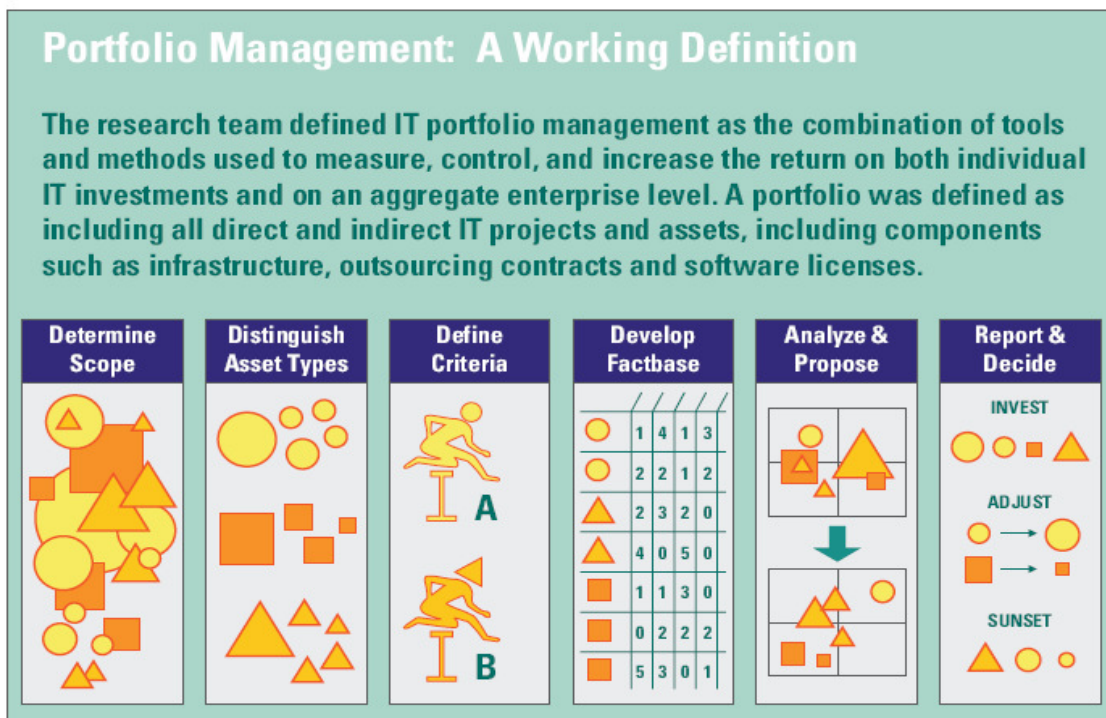 Portfolio Management: A Working Definition
The research team defined IT portfolio management as the combination of tools
and methods used to measure, control, and increase the return on both individual
IT investments and on an aggregate enterprise level. A portfolio was defined as
including all direct and indirect IT projects and assets, including components
such as infrastructure, outsourcing contracts and software licenses.
Determine
Scope
Distinguish
Asset Types
Define
Criteria
A
B
Develop
Factbase
1 4 1 3
2 2 1 2
2 3 2 0
4 0 5 0
1 1 3 0
0 2 2 2
5 3 0 1
Analyze &
Propose
Report &
Decide
INVEST
ADJUST
SUNSET